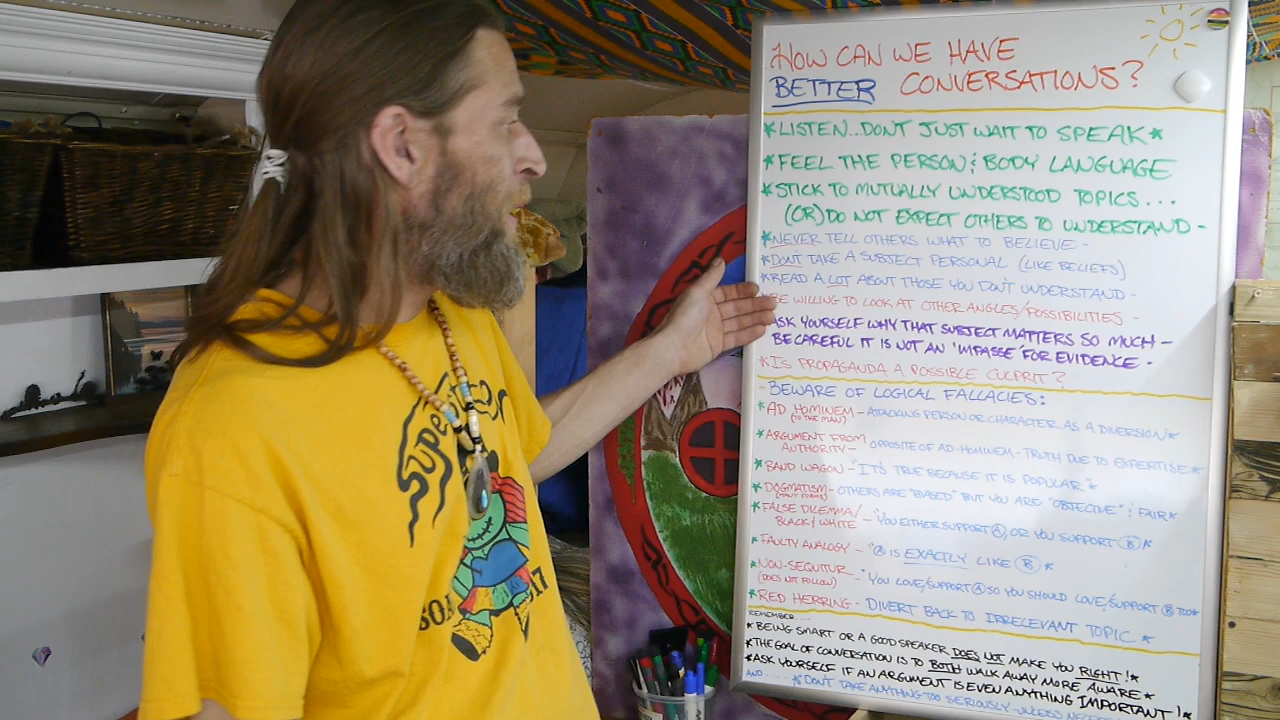 HOW CAN WE HAVE
BETTER CONVERSATIONS?
*LISTEN..DONT JUST WAIT TO SPEAK*
*FEEL THE PERSON & BODY LANGUAGE
*STICK TO MUTUALLY UNDERSTOOD TOPICS...
(OR) DO NOT EXPECT OTHERS TO UNDERSTAND -
*NEVER TELL OTHERS WHAT TO BELIEVE -
*DONT TAKE A SUBJECT PERSONAL (LIKE BELIEFS)
*READ A LOT ABOUT THOSE YOU DON'T UNDERSTAND -
BE WILLING TO LOOK AT OTHER ANGLES/POSSIBILITIES -
ASK YOURSELF WHY THAT SUBJECT MATTERS SO MUCH -
BE CAREFUL IT IS NOT AN 'IMPASSE' FOR EVIDENCE -
*IS PROPAGANDA A POSSIBLE CULPRIT?
- BEWARE OF LOGICAL FALLACIES:
*AD HOMINEM - ATTACKING PERSON OR CHARACTER AS A DIVERSION*
(TO THE MAN)
*ARGUMENT FROM
AUTHORITY - OPPOSITE OF AD-HOMINEM - TRUTH DUE TO EXPERTISE*
*BAND WAGON - "IT'S TRUE BECAUSE IT IS POPULAR"*
*DOGMATISM - OTHERS ARE "BIASED" BUT YOU ARE "OBJECTIVE" & FAIR*
(MANY FORMS)
*FALSE DILEMMA/
BLACK & WHITE - "YOU EITHER SUPPORT A, OR YOU SUPPORT B*
*FAULTY ANALOGY - "A IS EXACTLY LIKE B*
*NON-SEQUITUR
(DOES NOT FOLLOW) - "YOU LOVE/SUPPORT A SO YOU SHOULD LOVE/SUPPORT B TOO*
*RED HERRING - DIVERT BACK TO IRRELEVANT TOPIC*
REMEMBER...
*BEING SMART OR A GOOD SPEAKER DOES NOT MAKE YOU RIGHT!*
*THE GOAL OF CONVERSATION IS TO BOTH WALK AWAY MORE AWARE*
*ASK YOURSELF IF AN ARGUMENT IS EVEN ANYTHING IMPORTANT!*
AND.... *DON'T TAKE ANYTHING TOO SERIOUSLY UNLESS
17